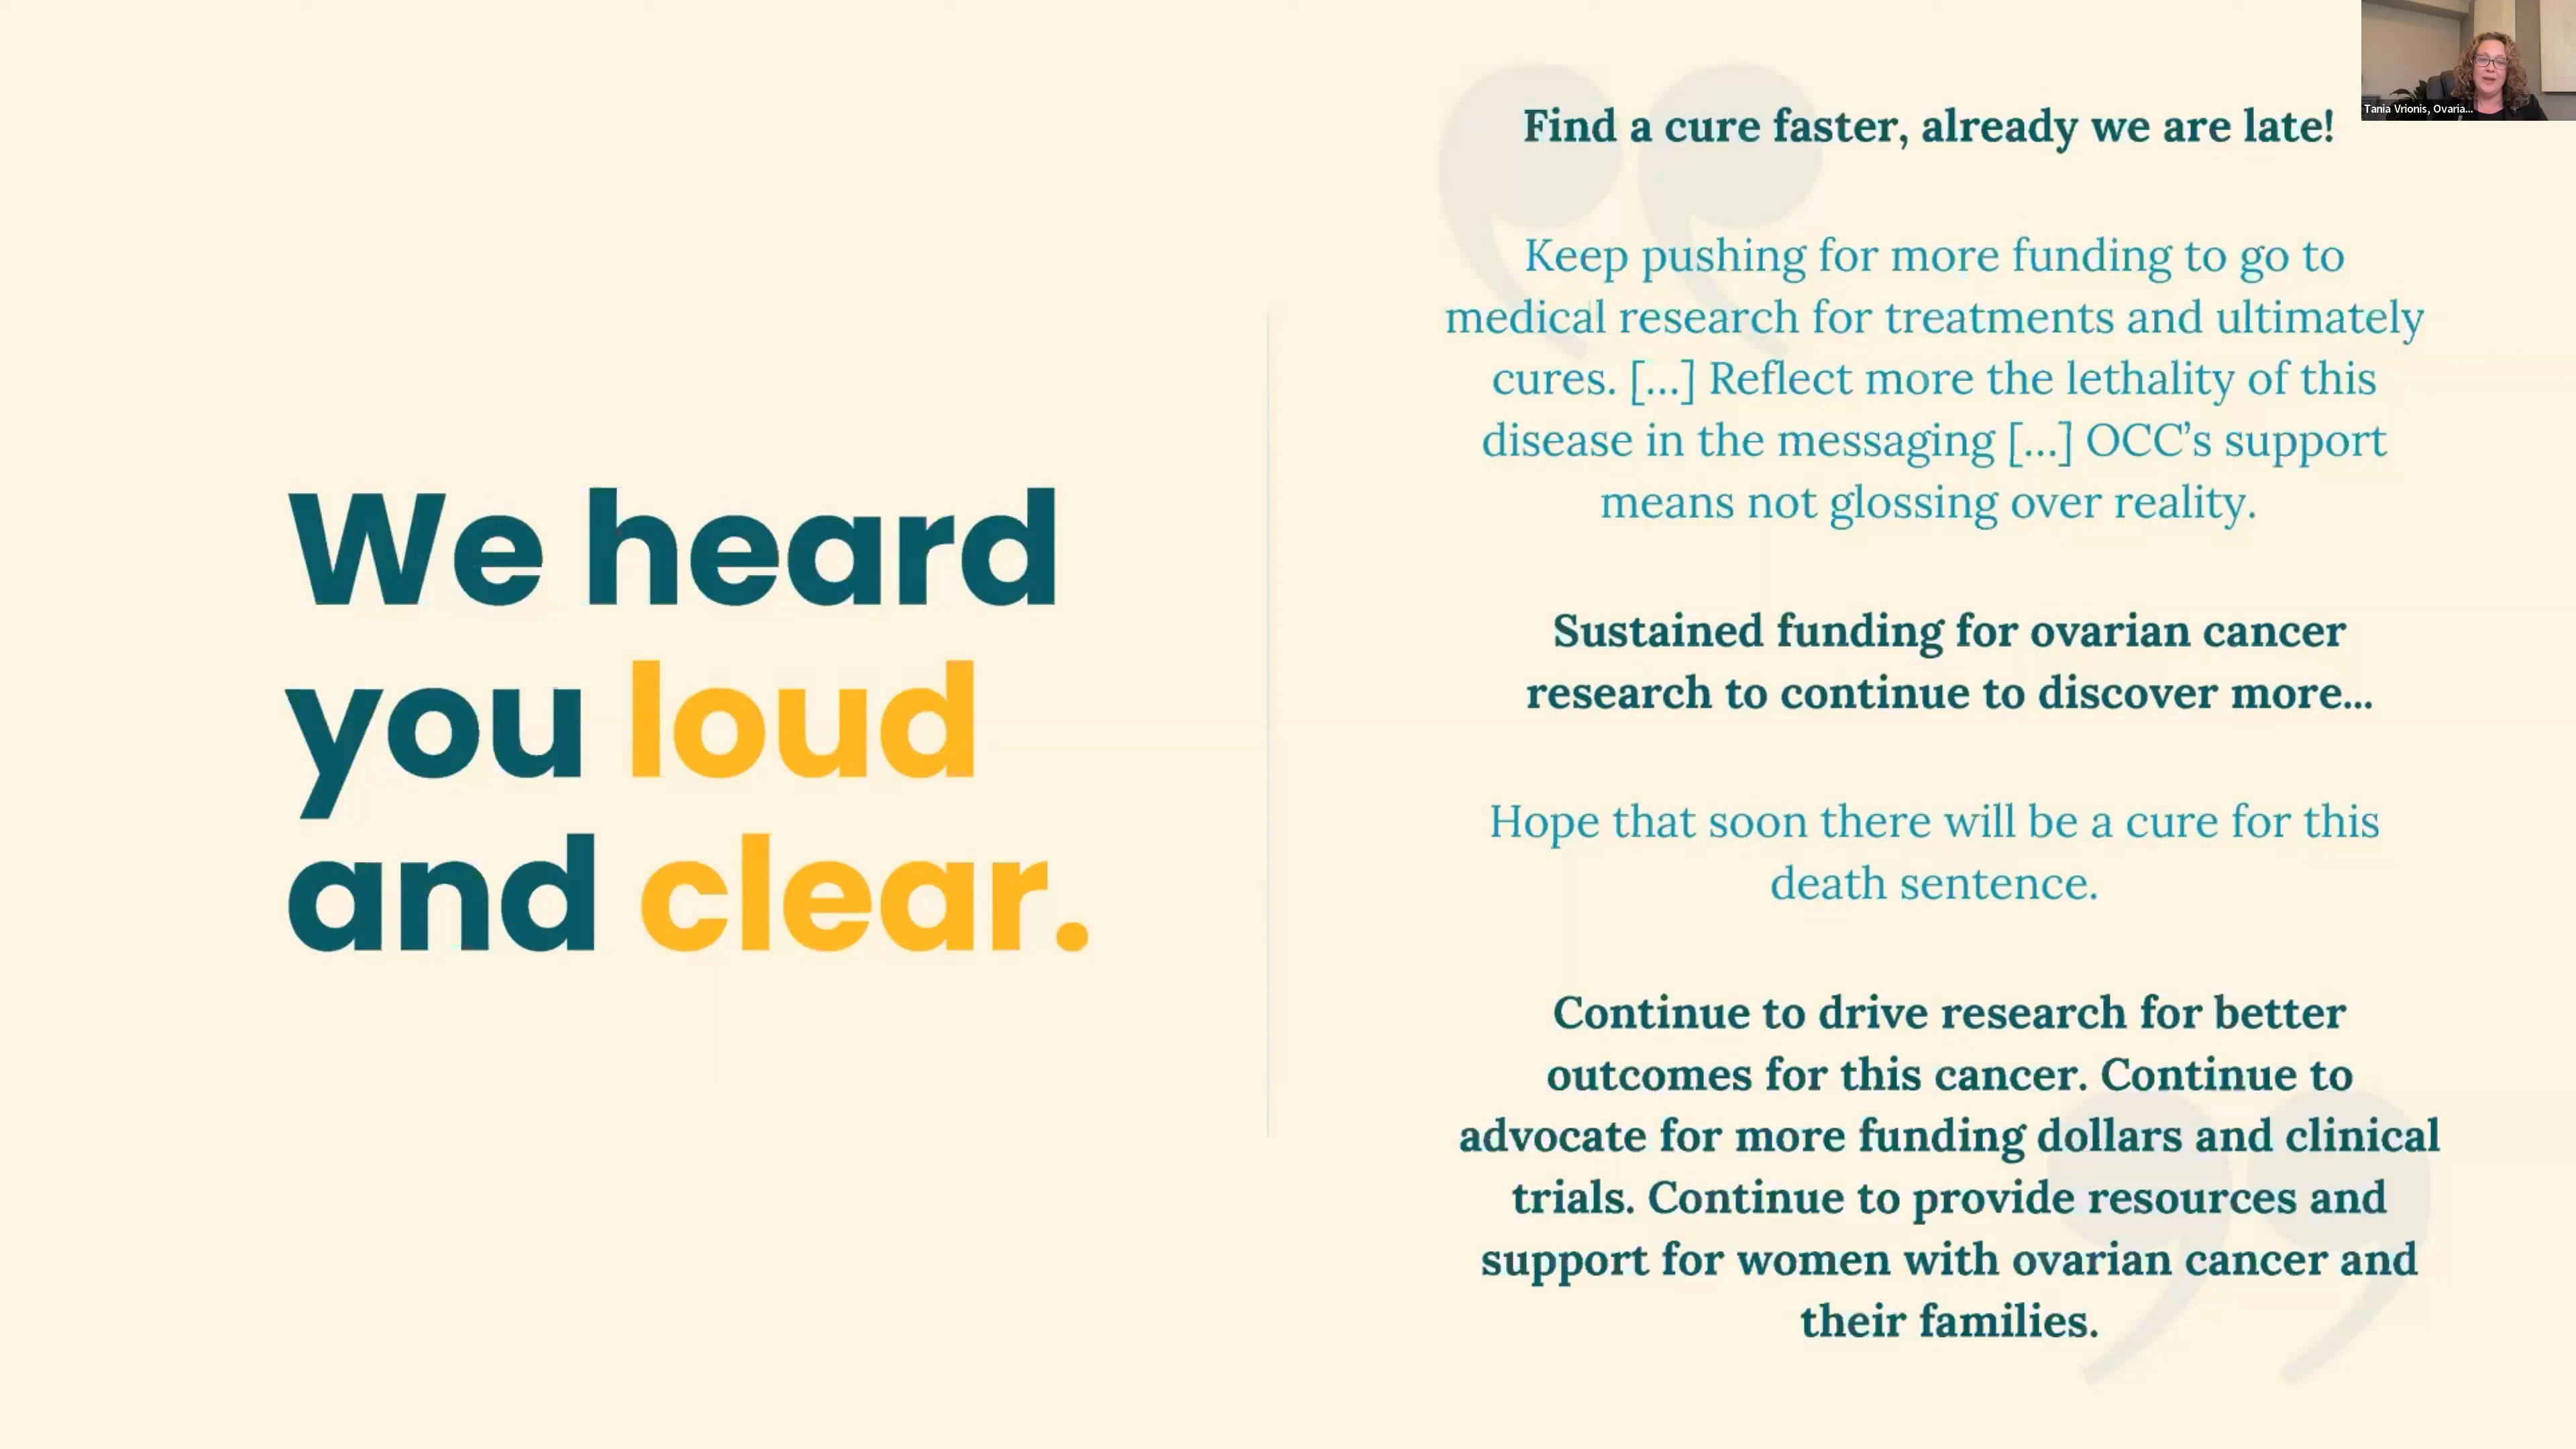 We heard
you loud
and clear.
Find a cure faster, already we are late!
Keep pushing for more funding to go to
medical research for treatments and ultimately
cures. [...] Reflect more the lethality of this
disease in the messaging [...] OCC’s support
means not glossing over reality.
Sustained funding for ovarian cancer
research to continue to discover more...
Hope that soon there will be a cure for this
death sentence.
Continue to drive research for better
outcomes for this cancer. Continue to
advocate for more funding dollars and clinical
trials. Continue to provide resources and
support for women with ovarian cancer and
their families.
Tania Vrionis, Ovaria...